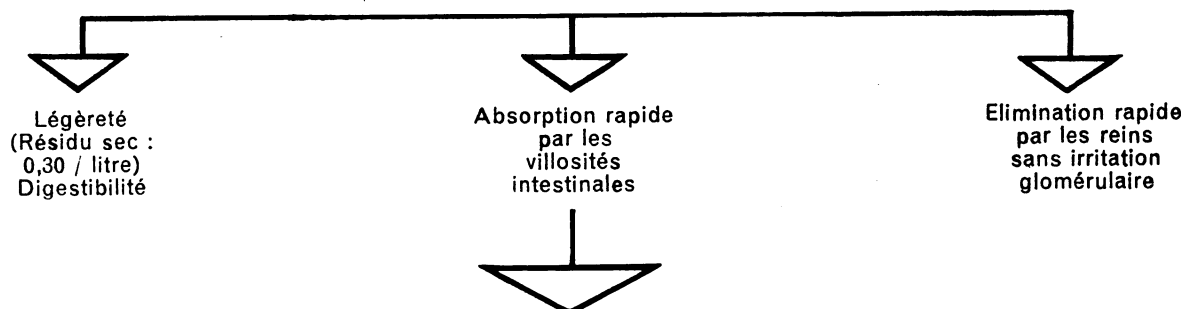 Légèreté
(Résidu sec :
0,30 / litre)
Digestibilité
Absorption rapide
par les
villosités
intestinales
Elimination rapide
par les reins
sans irritation
glomérulaire